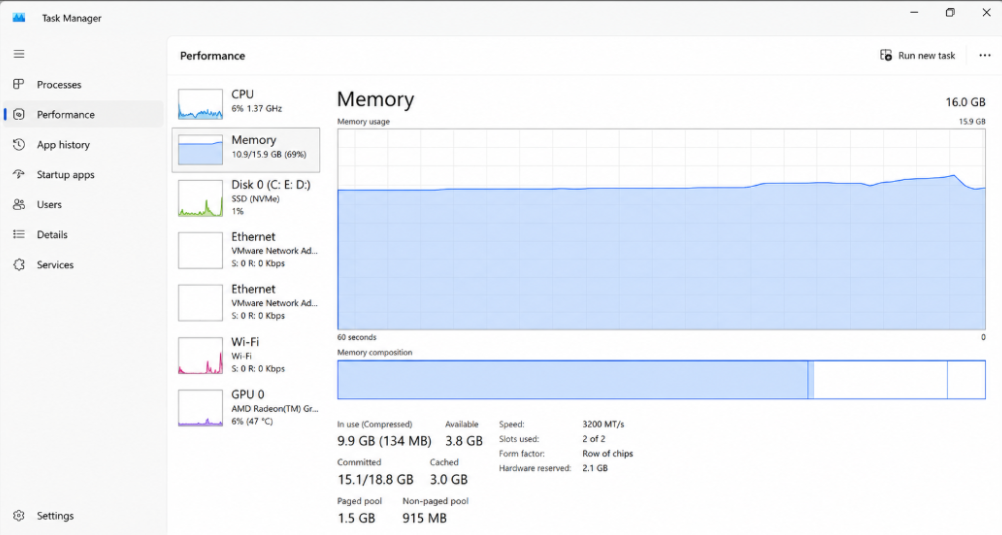 Task Manager
Performance
Run new task
Processes
Performance
App history
Startup apps
Users
Details
Services
Settings
CPU
6% 1.37 GHz
Memory
10.9/15.9 GB (69%)
Disk 0 (C: E: D:)
SSD (NVMe)
1%
Ethernet
VMware Network Ad...
S: 0 R: 0 Kbps
Ethernet
VMware Network Ad...
S: 0 R: 0 Kbps
Wi-Fi
Wi-Fi
S: 0 R: 0 Kbps
GPU 0
AMD Radeon(TM) Gr...
6% (47 °C)
Memory 16.0 GB
Memory usage 15.9 GB
60 seconds 0
Memory composition
In use (Compressed) Available
9.9 GB (134 MB) 3.8 GB
Committed Cached
15.1/18.8 GB 3.0 GB
Paged pool Non-paged pool
1.5 GB 915 MB
Speed: 3200 MT/s
Slots used: 2 of 2
Form factor: Row of chips
Hardware reserved: 2.1 GB